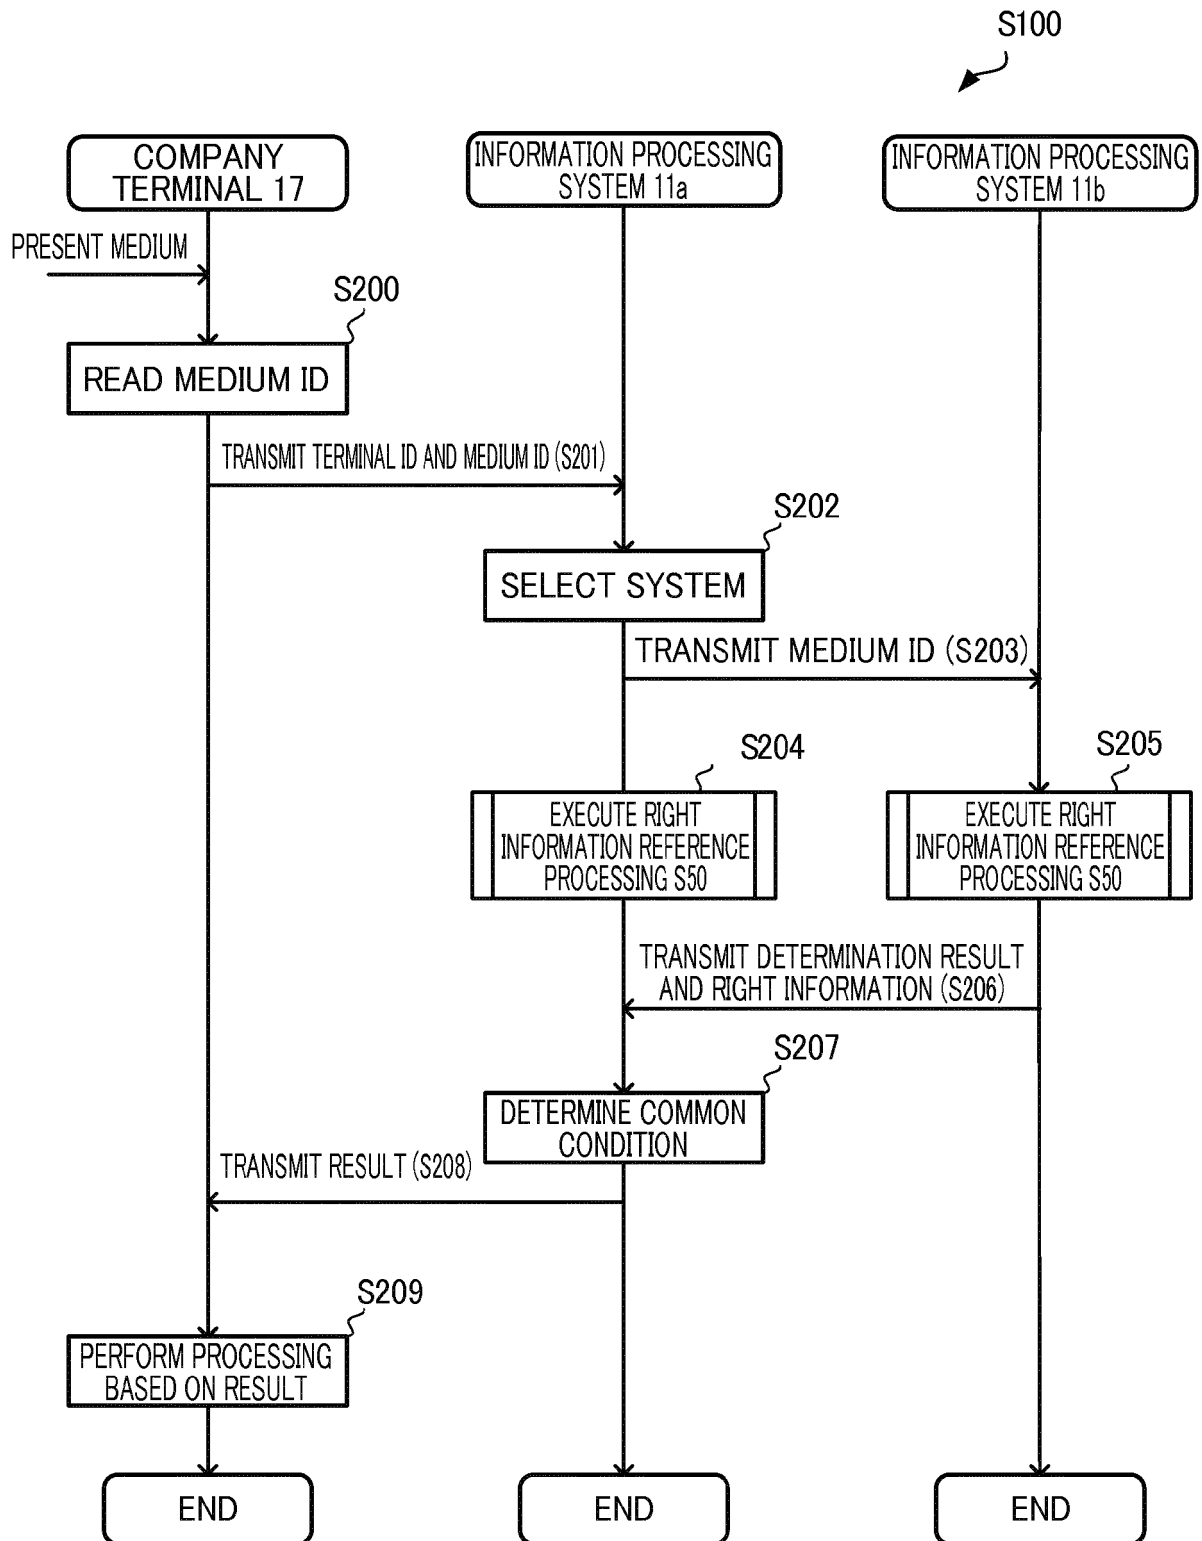 S100
COMPANY
TERMINAL 17
INFORMATION PROCESSING
SYSTEM 11a
INFORMATION PROCESSING
SYSTEM 11b
PRESENT MEDIUM
S200
READ MEDIUM ID
TRANSMIT TERMINAL ID AND MEDIUM ID (S201)
S202
SELECT SYSTEM
TRANSMIT MEDIUM ID (S203)
S204
EXECUTE RIGHT
INFORMATION REFERENCE
PROCESSING S50
S205
EXECUTE RIGHT
INFORMATION REFERENCE
PROCESSING S50
TRANSMIT DETERMINATION RESULT
AND RIGHT INFORMATION (S206)
S207
DETERMINE COMMON
CONDITION
TRANSMIT RESULT (S208)
S209
PERFORM PROCESSING
BASED ON RESULT
END
END
END